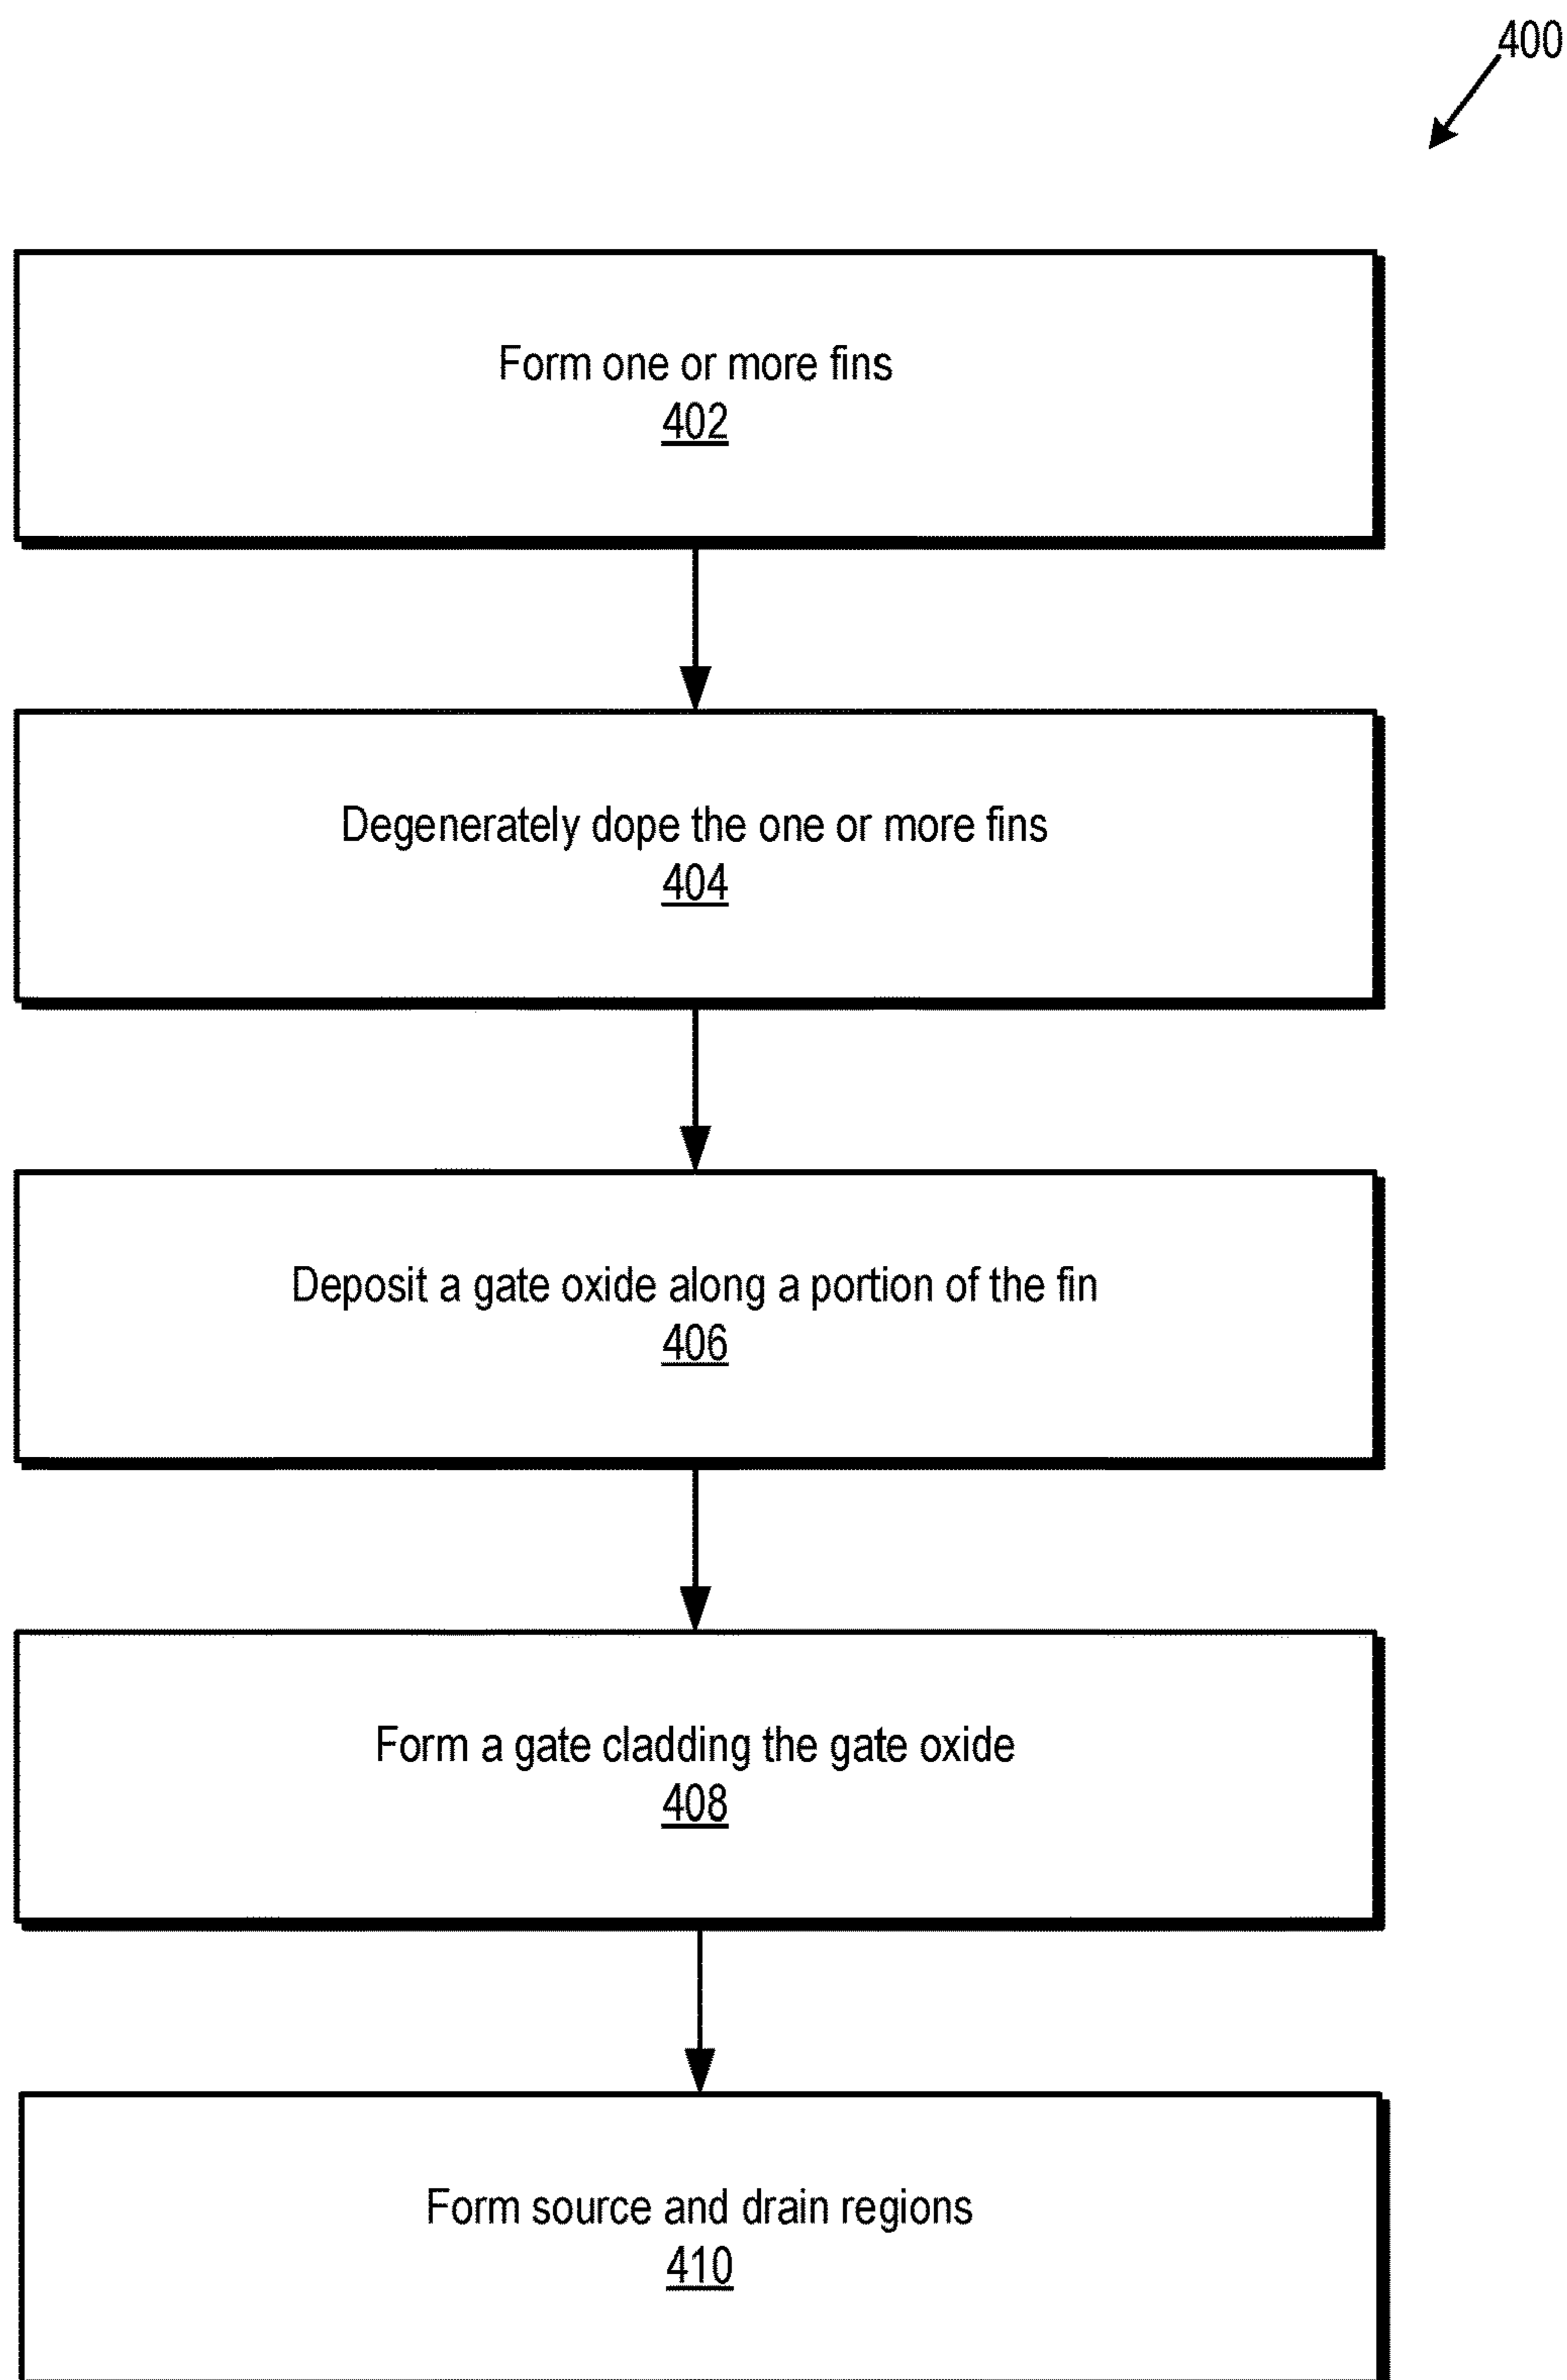 400
Form one or more fins
402
Degenerately dope the one or more fins
404
Deposit a gate oxide along a portion of the fin
406
Form a gate cladding the gate oxide
408
Form source and drain regions
410